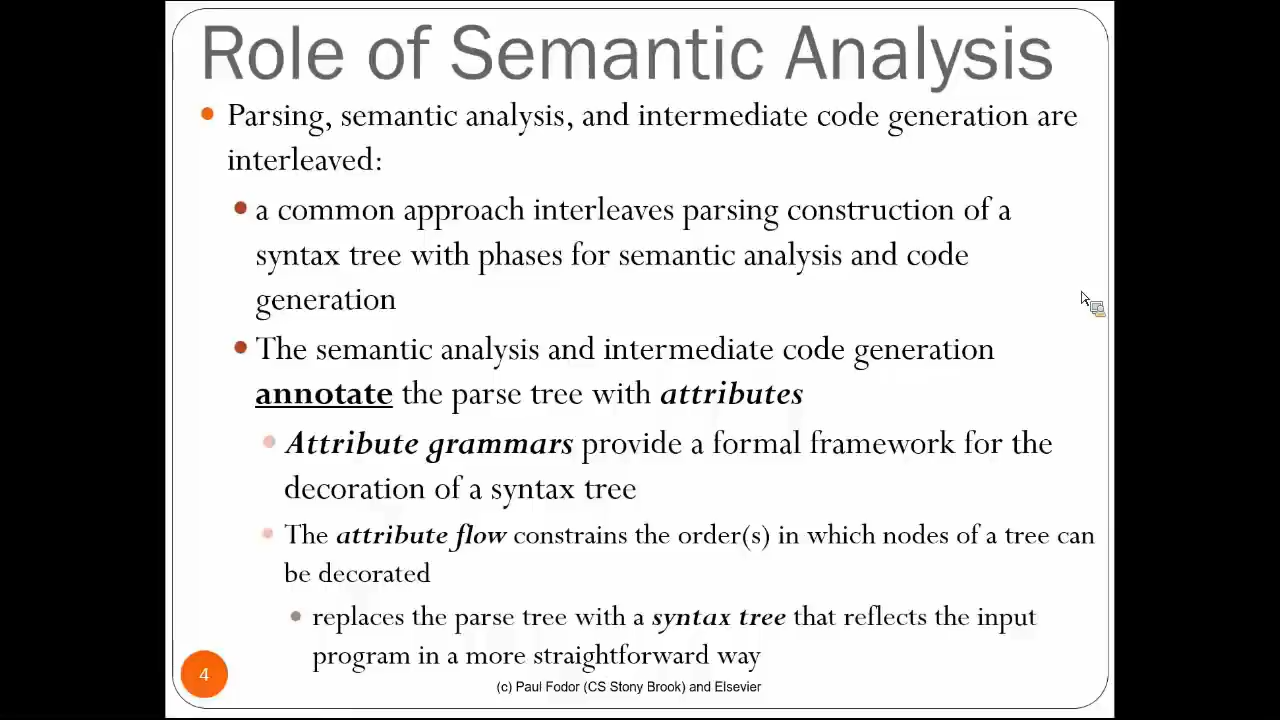 Role of Semantic Analysis
Parsing, semantic analysis, and intermediate code generation are
interleaved:
a common approach interleaves parsing construction of a
syntax tree with phases for semantic analysis and code
generation
The semantic analysis and intermediate code generation
annotate the parse tree with attributes
Attribute grammars provide a formal framework for the
decoration of a syntax tree
The attribute flow constrains the order(s) in which nodes of a tree can
be decorated
replaces the parse tree with a syntax tree that reflects the input
program in a more straightforward way
4
(c) Paul Fodor (CS Stony Brook) and Elsevier